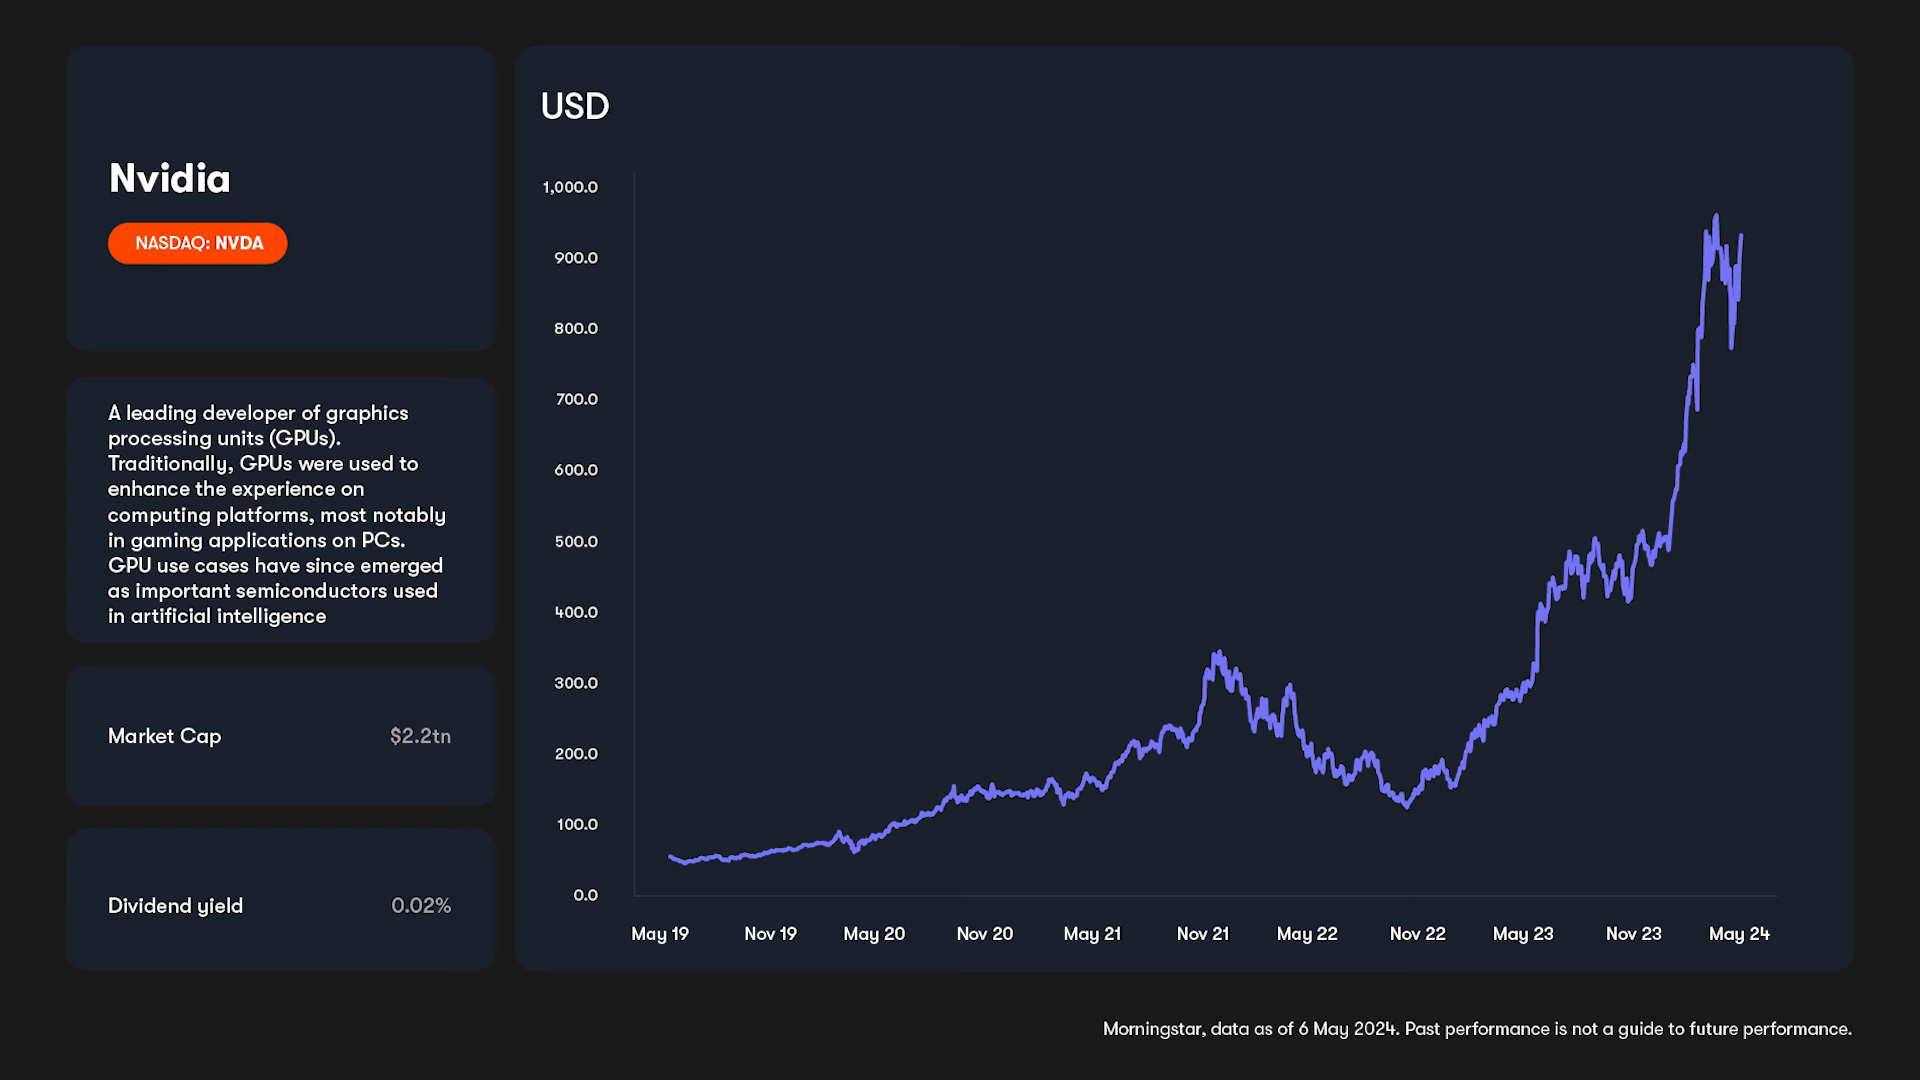 Nvidia
NASDAQ: NVDA
A leading developer of graphics
processing units (GPUs).
Traditionally, GPUs were used to
enhance the experience on
computing platforms, most notably
in gaming applications on PCs.
GPU use cases have since emerged
as important semiconductors used
in artificial intelligence
Market Cap $2.2tn
Dividend yield 0.02%
USD
1,000.0
900.0
800.0
700.0
600.0
500.0
400.0
300.0
200.0
100.0
0.0
May 19 Nov 19 May 20 Nov 20 May 21 Nov 21 May 22 Nov 22 May 23 Nov 23 May 24
Morningstar, data as of 6 May 2024. Past performance is not a guide to future performance.